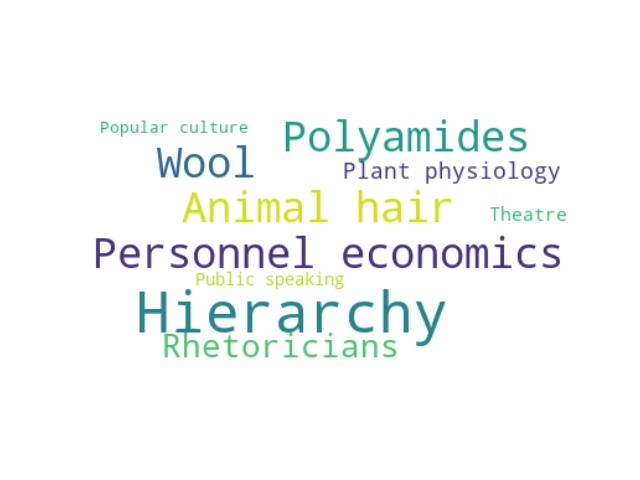 Popular culture
Polyamides
Wool
Plant physiology
Animal hair
Theatre
Personnel economics
Public speaking
Hierarchy
Rhetoricians